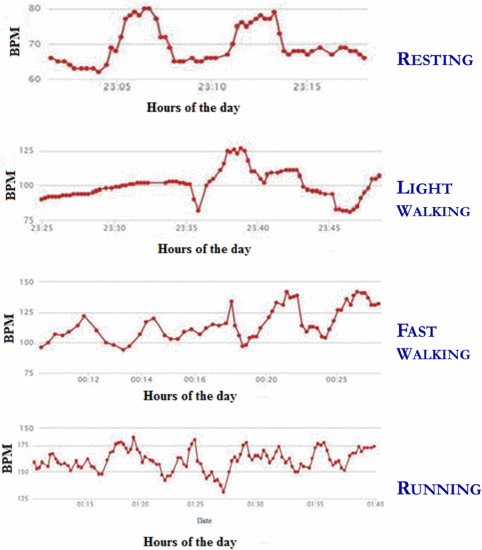 80
70
60
BPM
23:05
23:10
23:15
Hours of the day
RESTING
125
100
75
BPM
23:25
23:30
23:35
23:40
23:45
Hours of the day
LIGHT
WALKING
150
125
100
75
BPM
00:12
00:14
00:16
00:20
00:25
Hours of the day
FAST
WALKING
150
175
150
125
BPM
01:15
01:20
01:25
01:30
01:35
01:40
Date
Hours of the day
RUNNING